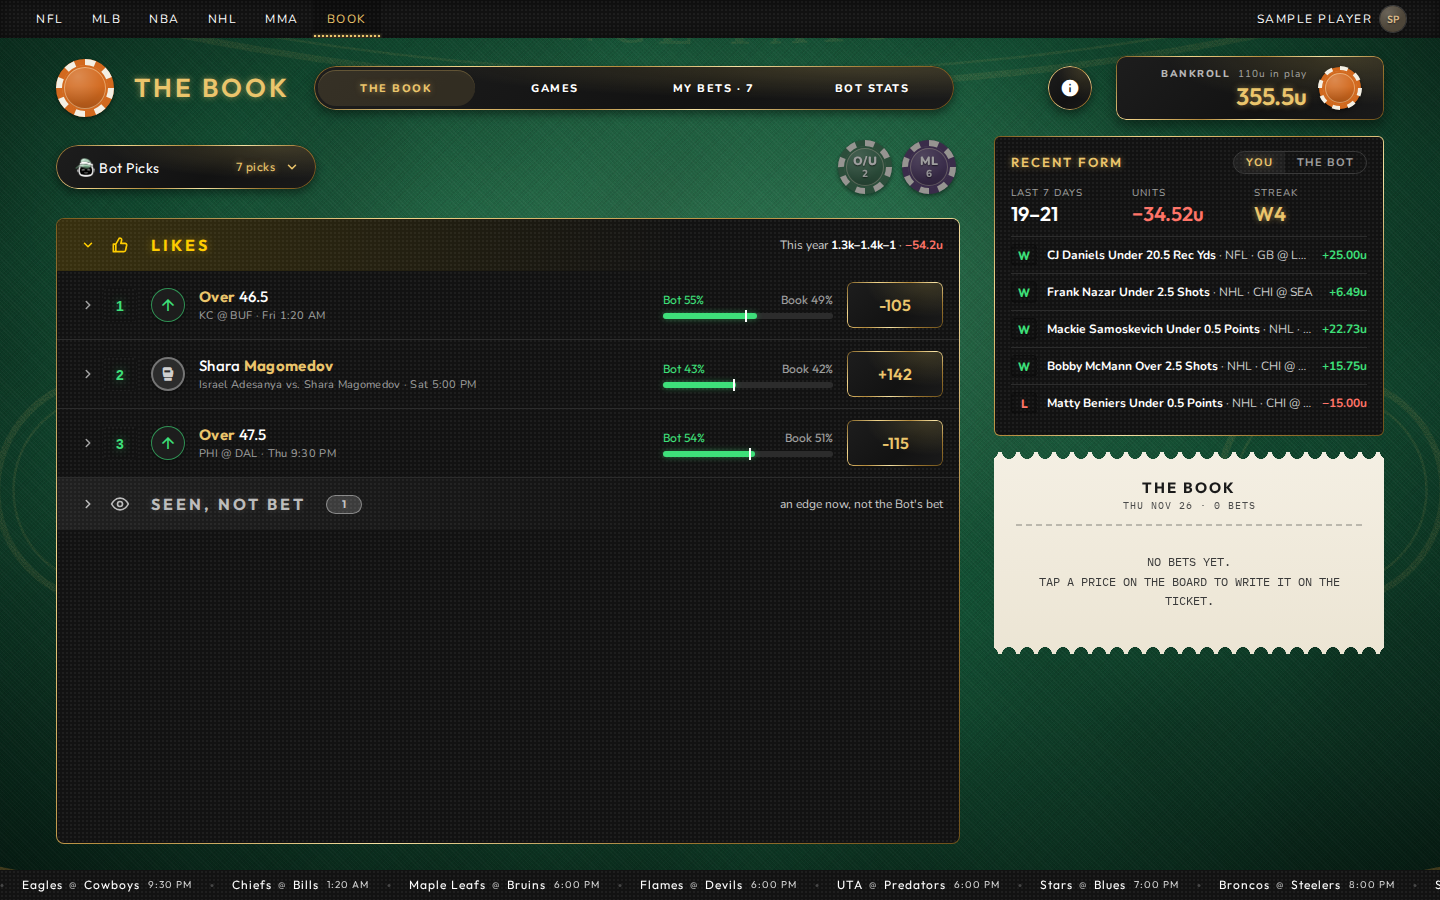 NFL MLB NBA NHL MMA BOOK SAMPLE PLAYER SP
THE BOOK THE BOOK GAMES MY BETS · 7 BOT STATS BANKROLL 110u in play
355.5u
Bot Picks 7 picks O/U 2 ML 6
LIKES This year 1.3k–1.4k–1 · −54.2u
1 Over 46.5 Bot 55% Book 49% -105
KC @ BUF · Fri 1:20 AM
2 Shara Magomedov Bot 43% Book 42% +142
Israel Adesanya vs. Shara Magomedov · Sat 5:00 PM
3 Over 47.5 Bot 54% Book 51% -115
PHI @ DAL · Thu 9:30 PM
SEEN, NOT BET 1 an edge now, not the Bot's bet
RECENT FORM YOU THE BOT
LAST 7 DAYS UNITS STREAK
19–21 −34.52u W4
W CJ Daniels Under 20.5 Rec Yds · NFL · GB @ L... +25.00u
W Frank Nazar Under 2.5 Shots · NHL · CHI @ SEA +6.49u
W Mackie Samoskevich Under 0.5 Points · NHL · ... +22.73u
W Bobby McMann Over 2.5 Shots · NHL · CHI @ ... +15.75u
L Matty Beniers Under 0.5 Points · NHL · CHI @ ... −15.00u
THE BOOK
THU NOV 26 · 0 BETS
NO BETS YET.
TAP A PRICE ON THE BOARD TO WRITE IT ON THE
TICKET.
Eagles @ Cowboys 9:30 PM · Chiefs @ Bills 1:20 AM · Maple Leafs @ Bruins 6:00 PM · Flames @ Devils 6:00 PM · UTA @ Predators 6:00 PM · Stars @ Blues 7:00 PM · Broncos @ Steelers 8:00 PM